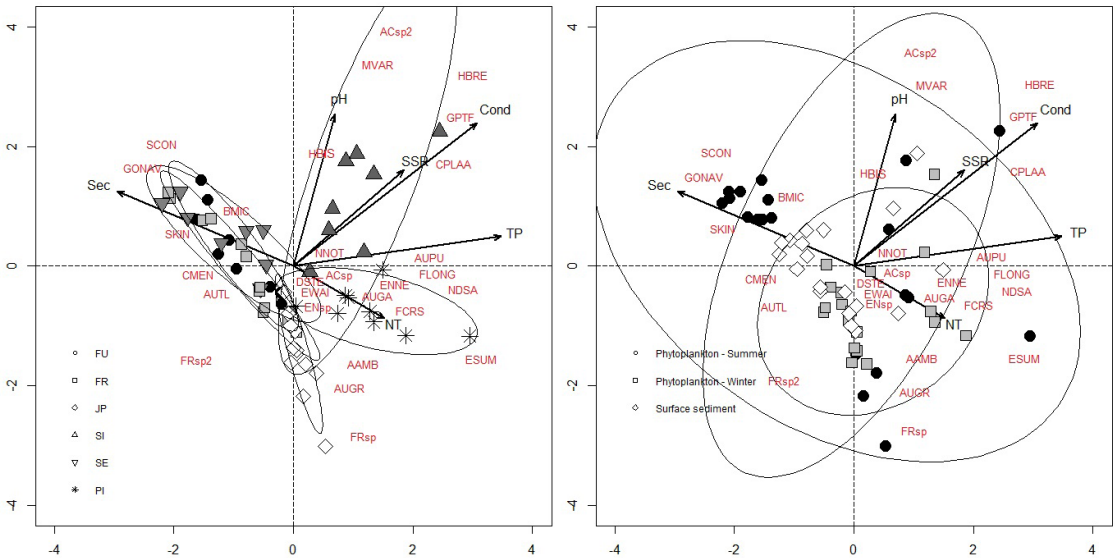 4
2
0
-2
-4
-4
-2
0
2
4
ACsp2
MVAR
HBRE
pH
GPTF
Cond
SCON
HBIS
SSR
CPLAA
GONAV
Sec
BMIC
SKIN
TP
NNOT
AUPU
CMEN
ACsp
FLONG
DSTE
ENNE
NDSA
EWAI
AUTL
AUGA
ENsp
FCRS
NT
FRsp2
AAMB
ESUM
AUGR
FRsp
FU
FR
JP
SI
SE
PI
4
2
0
-2
-4
-4
-2
0
2
4
ACsp2
MVAR
HBRE
pH
GPTF
Cond
SCON
HBIS
SSR
CPLAA
GONAV
Sec
BMIC
SKIN
TP
NNOT
AUPU
CMEN
ACsp
FLONG
DSTE
ENNE
NDSA
EWAI
AUTL
AUGA
ENsp
FCRS
NT
FRsp2
AAMB
ESUM
AUGR
FRsp
Phytoplankton - Summer
Phytoplankton - Winter
Surface sediment